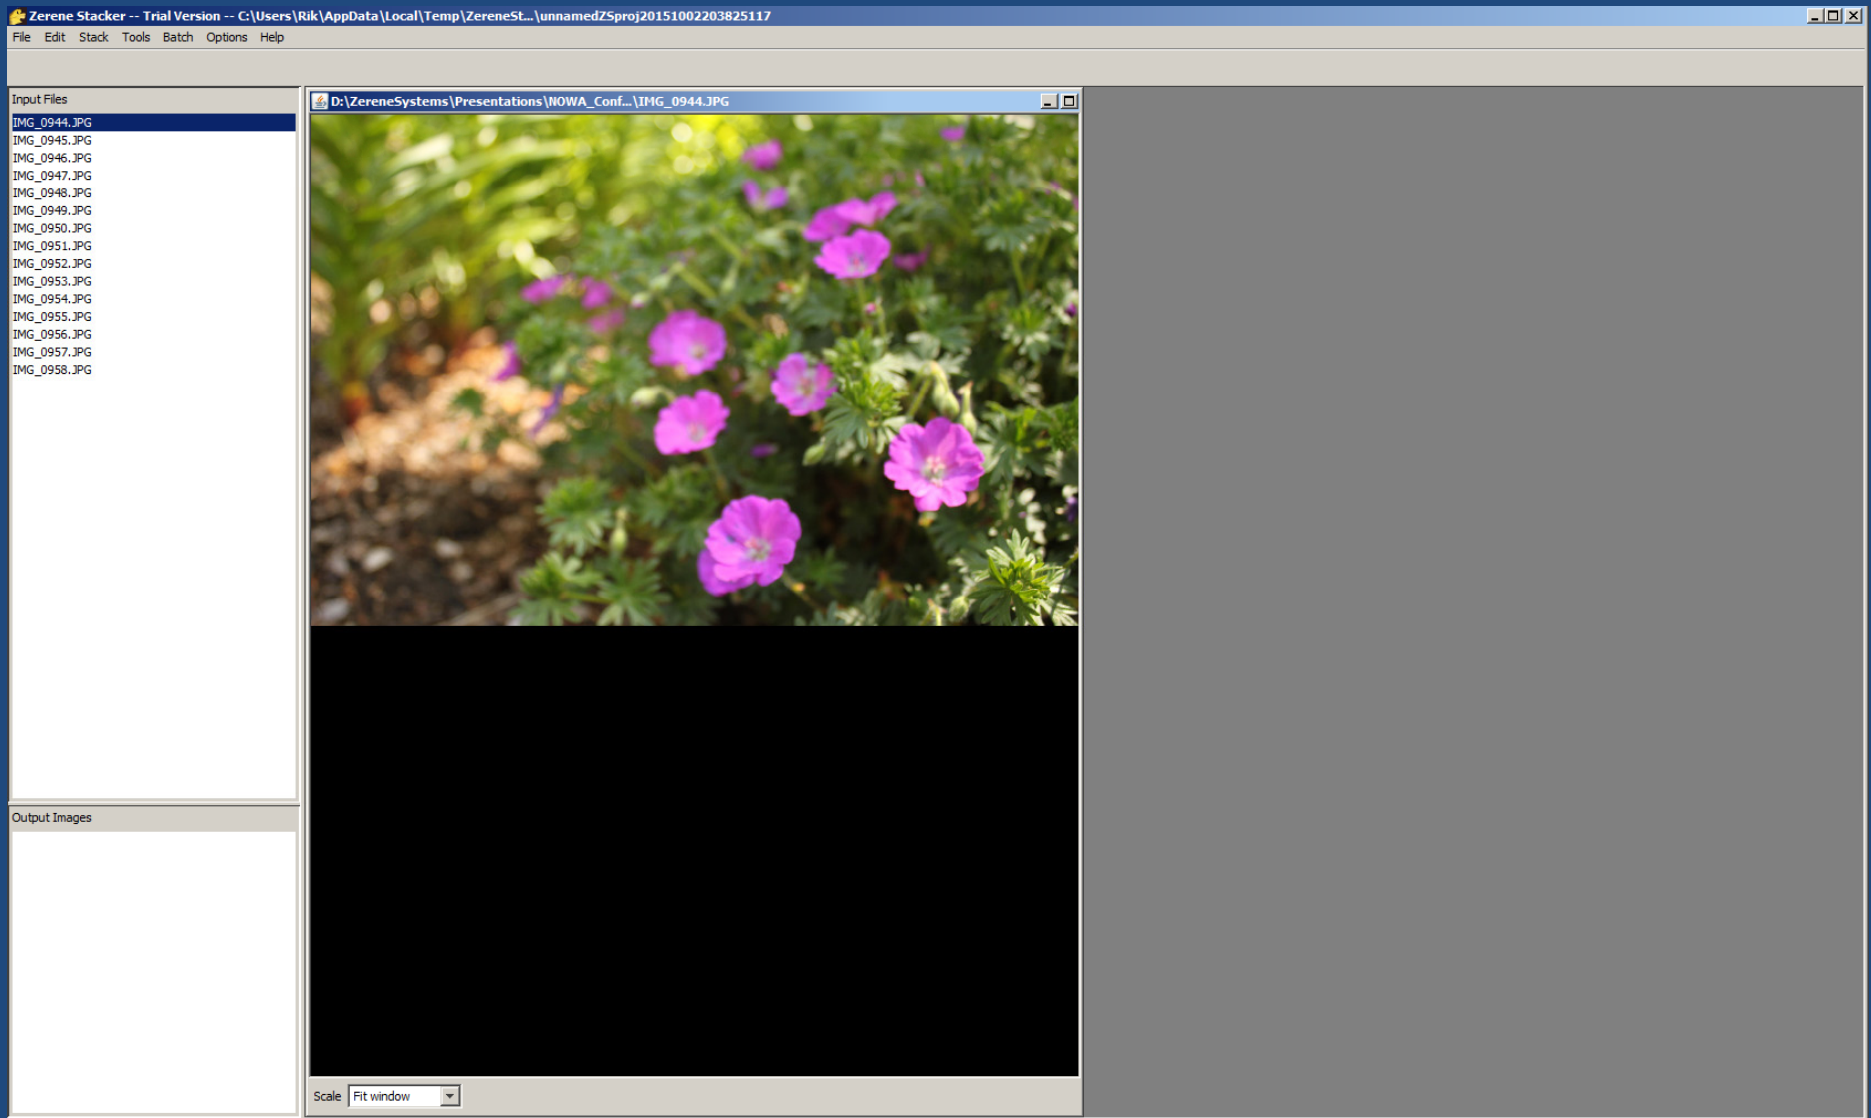 Zerene Stacker -- Trial Version -- C:\Users\Rik\AppData\Local\Temp\ZereneSt...\unnamedZSproj20151002203825117
File Edit Stack Tools Batch Options Help
Input Files
IMG_0944.JPG
IMG_0945.JPG
IMG_0946.JPG
IMG_0947.JPG
IMG_0948.JPG
IMG_0949.JPG
IMG_0950.JPG
IMG_0951.JPG
IMG_0952.JPG
IMG_0953.JPG
IMG_0954.JPG
IMG_0955.JPG
IMG_0956.JPG
IMG_0957.JPG
IMG_0958.JPG
Output Images
D:\ZereneSystems\Presentations\NOWA_Conf...\IMG_0944.JPG
Scale Fit window